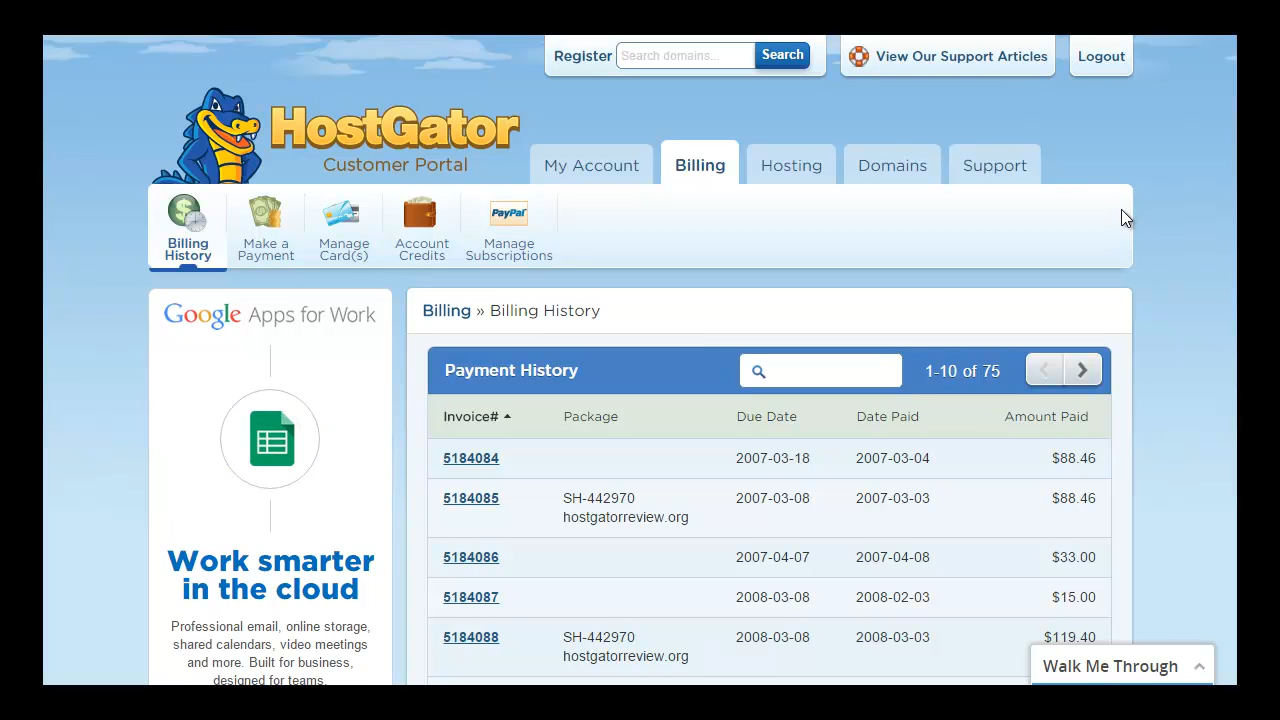 Register Search domains... Search View Our Support Articles Logout
HostGator
Customer Portal
My Account Billing Hosting Domains Support
Billing History Make a Payment Manage Card(s) Account Credits PayPal Manage Subscriptions
Google Apps for Work
Work smarter
in the cloud
Professional email, online storage,
shared calendars, video meetings
and more. Built for business,
designed for teams.
Billing » Billing History
Payment History 1-10 of 75
Invoice# Package Due Date Date Paid Amount Paid
5184084 2007-03-18 2007-03-04 $88.46
5184085 SH-442970 2007-03-08 2007-03-03 $88.46
hostgatorreview.org
5184086 2007-04-07 2007-04-08 $33.00
5184087 2008-03-08 2008-02-03 $15.00
5184088 SH-442970 2008-03-08 2008-03-03 $119.40
hostgatorreview.org
Walk Me Through